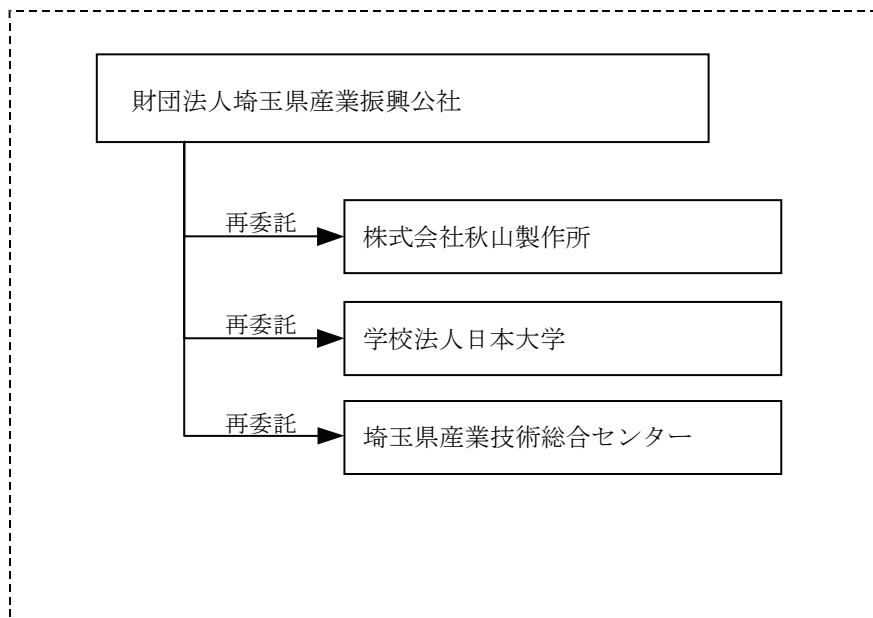 財団法人埼玉県産業振興公社
再委託
株式会社秋山製作所
再委託
学校法人日本大学
再委託
埼玉県産業技術総合センター